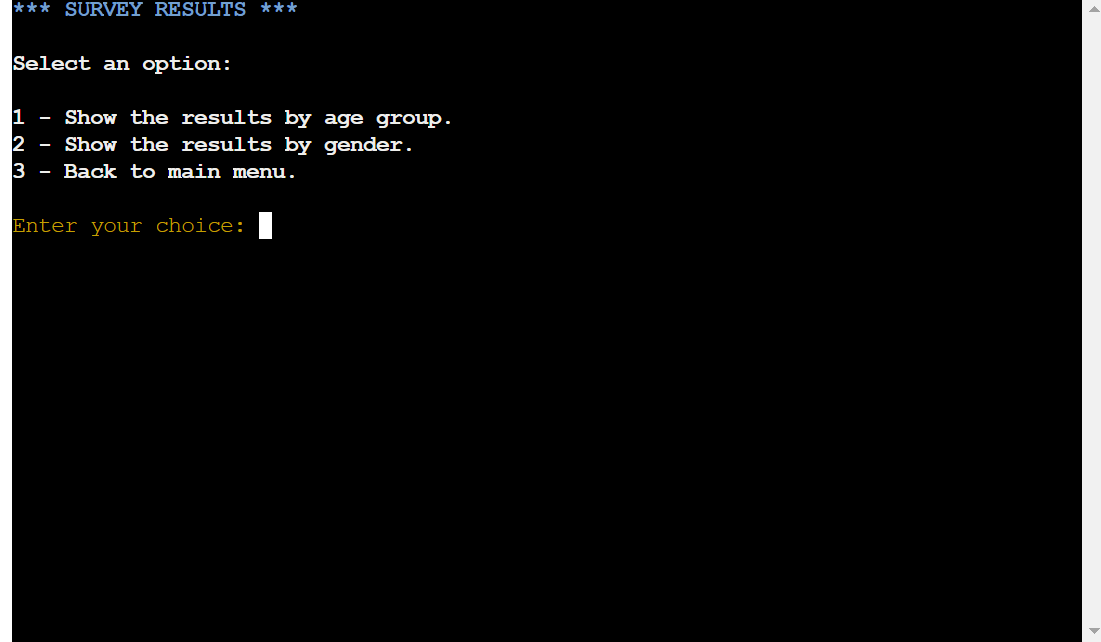 *** SURVEY RESULTS ***
Select an option:
1 - Show the results by age group.
2 - Show the results by gender.
3 - Back to main menu.
Enter your choice: